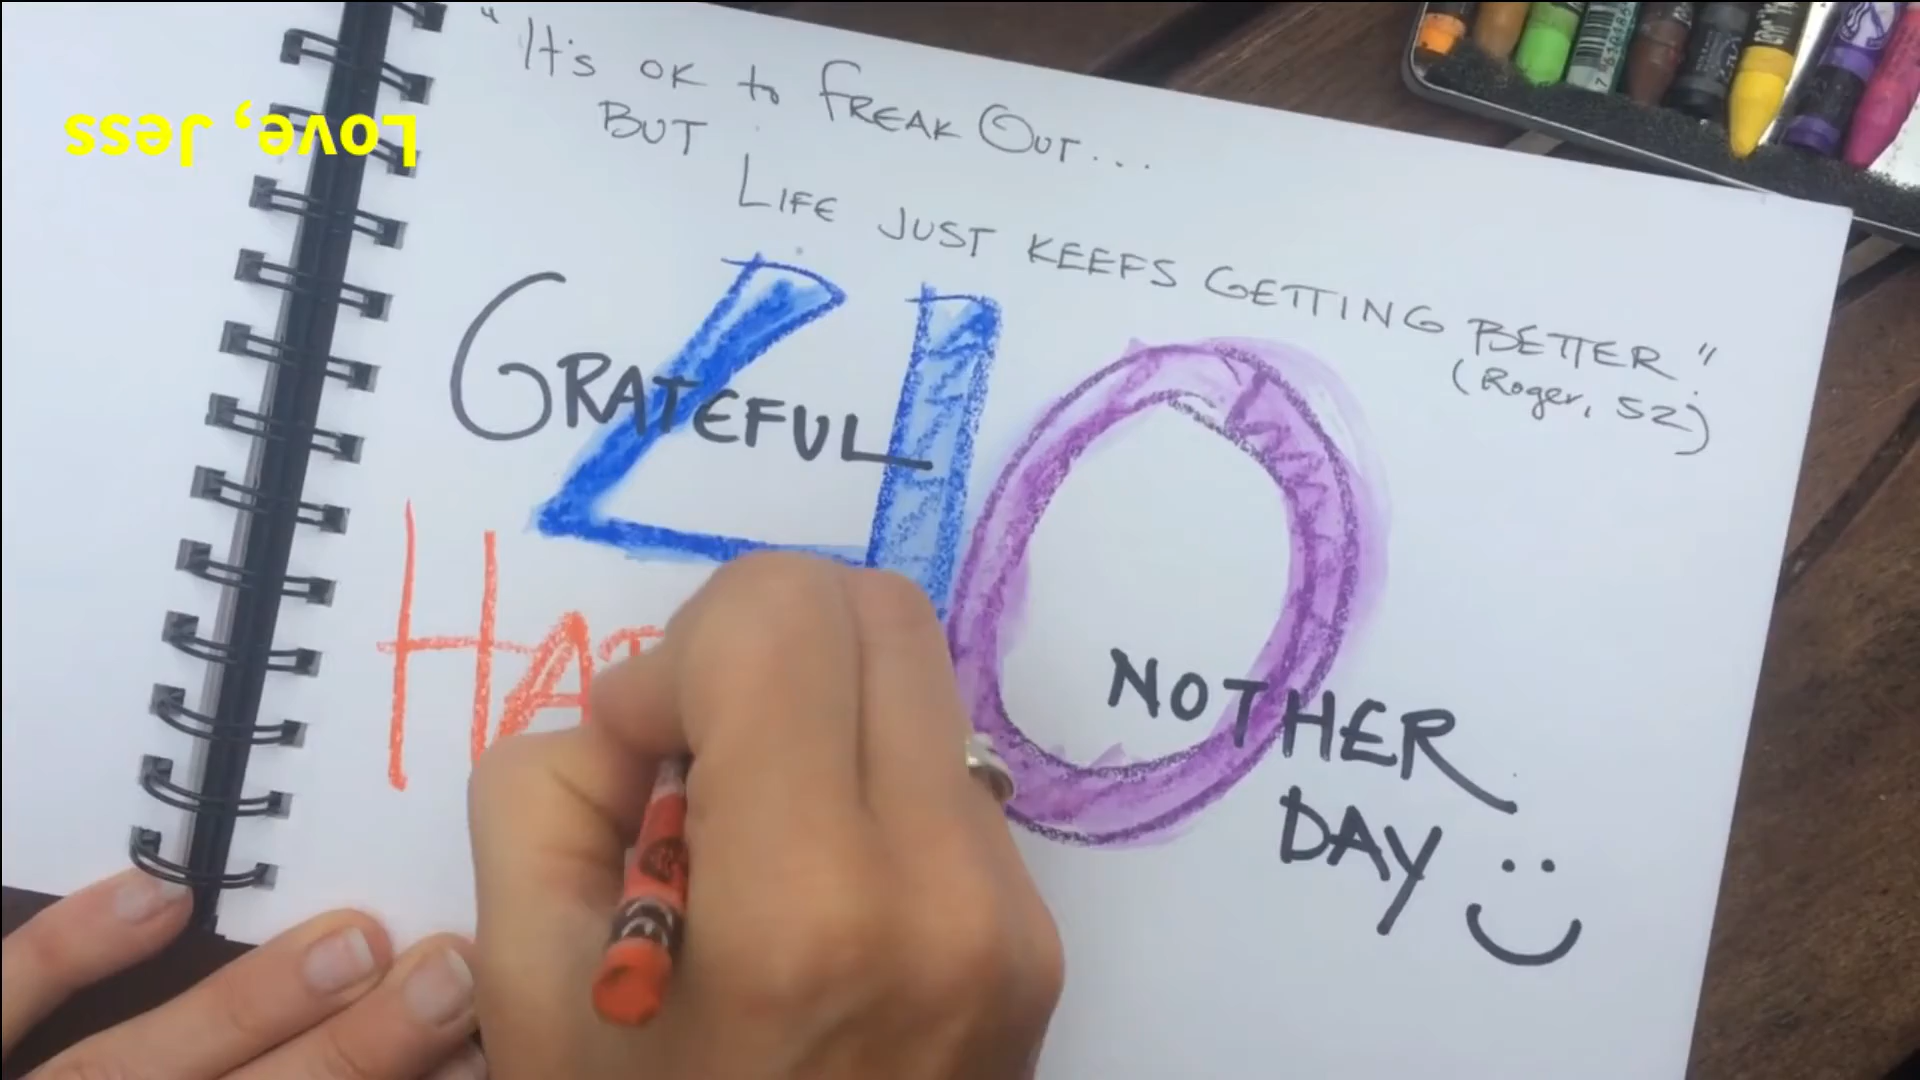 "It's OK to FREAK OUT...
BUT
LIFE JUST KEEPS GETTING BETTER"
(Roger, 52)
Love, Jess
40
GRATEFUL
NOTHER
DAY